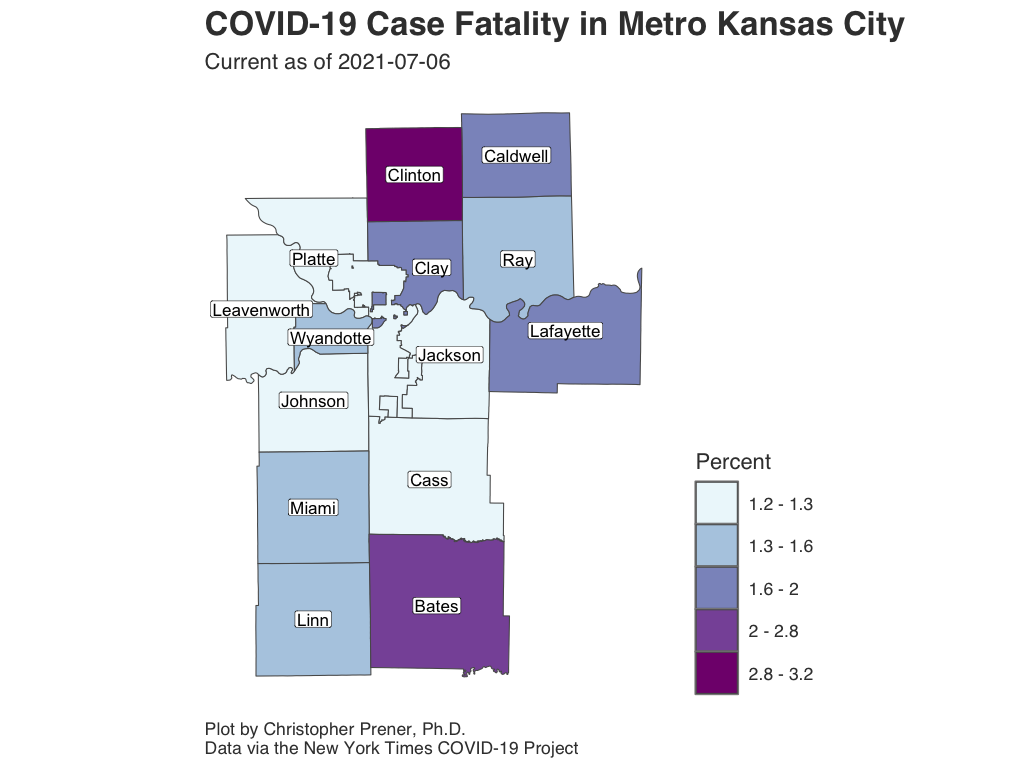 COVID-19 Case Fatality in Metro Kansas City
Current as of 2021-07-06
Caldwell
Clinton
Platte
Clay
Ray
Leavenworth
Wyandotte
Lafayette
Jackson
Johnson
Cass
Miami
Bates
Linn
Percent
1.2 - 1.3
1.3 - 1.6
1.6 - 2
2 - 2.8
2.8 - 3.2
Plot by Christopher Prener, Ph.D.
Data via the New York Times COVID-19 Project